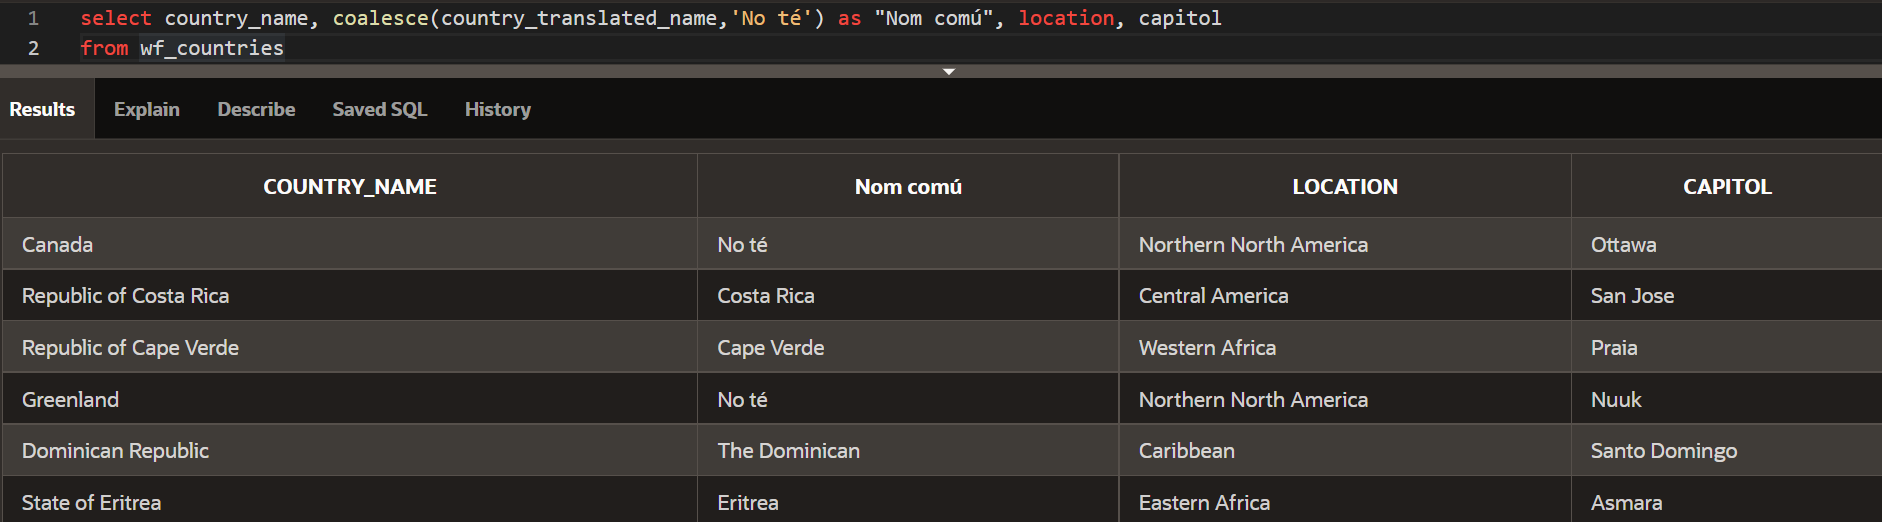 1 select country_name, coalesce(country_translated_name,'No té') as "Nom comú", location, capitol
2 from wf_countries
Results Explain Describe Saved SQL History
COUNTRY_NAME Nom comú LOCATION CAPITOL
Canada No té Northern North America Ottawa
Republic of Costa Rica Costa Rica Central America San Jose
Republic of Cape Verde Cape Verde Western Africa Praia
Greenland No té Northern North America Nuuk
Dominican Republic The Dominican Caribbean Santo Domingo
State of Eritrea Eritrea Eastern Africa Asmara